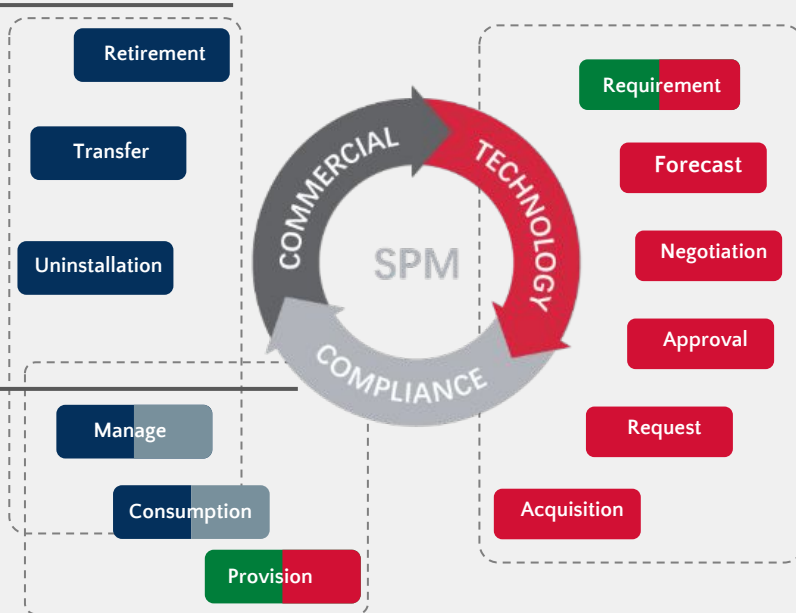 Retirement
Transfer
Uninstallation
Manage
Consumption
Provision
COMMERCIAL
TECHNOLOGY
COMPLIANCE
SPM
Requirement
Forecast
Negotiation
Approval
Request
Acquisition